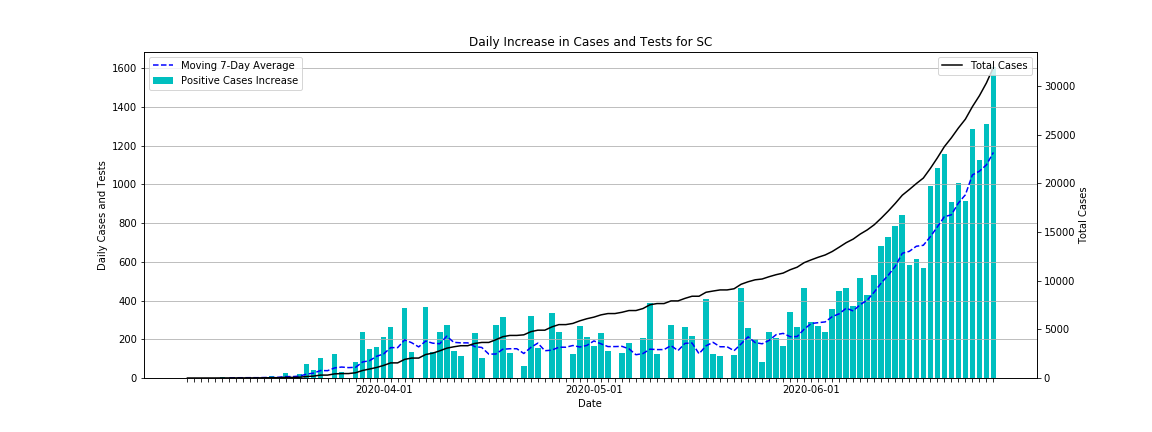 Daily Increase in Cases and Tests for SC
Moving 7-Day Average
Positive Cases Increase
Total Cases
1600
1400
1200
1000
800
600
400
200
0
Daily Cases and Tests
30000
25000
20000
15000
10000
5000
0
Total Cases
2020-04-01
2020-05-01
2020-06-01
Date